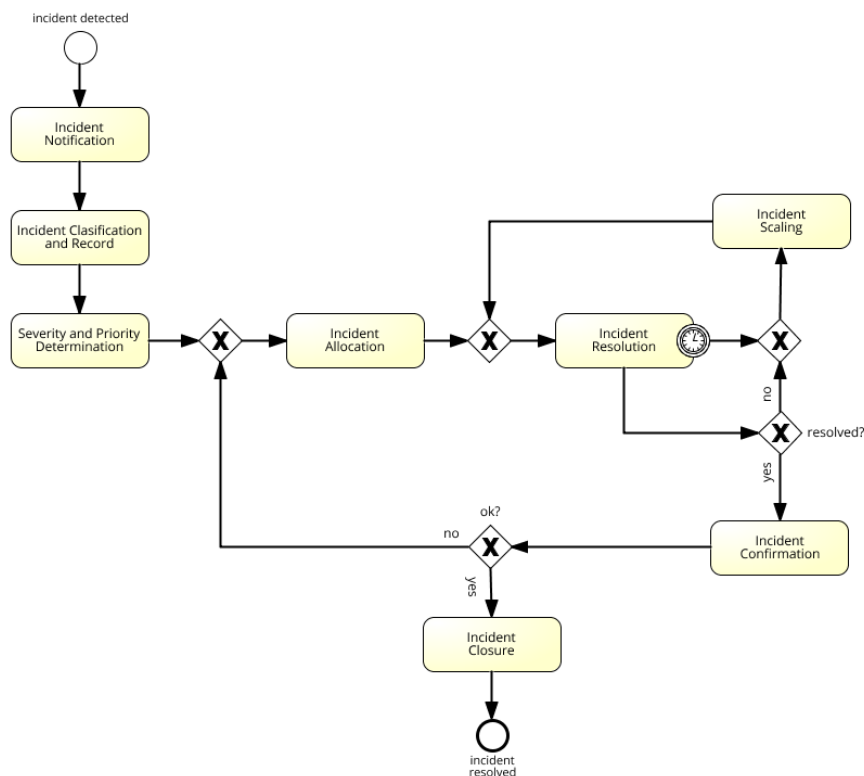 incident detected
Incident
Notification
Incident Clasification
and Record
Incident
Scaling
Severity and Priority
Determination
X
Incident
Allocation
X
Incident
Resolution
X
no
X
resolved?
yes
ok?
no
X
Incident
Confirmation
yes
Incident
Closure
incident
resolved